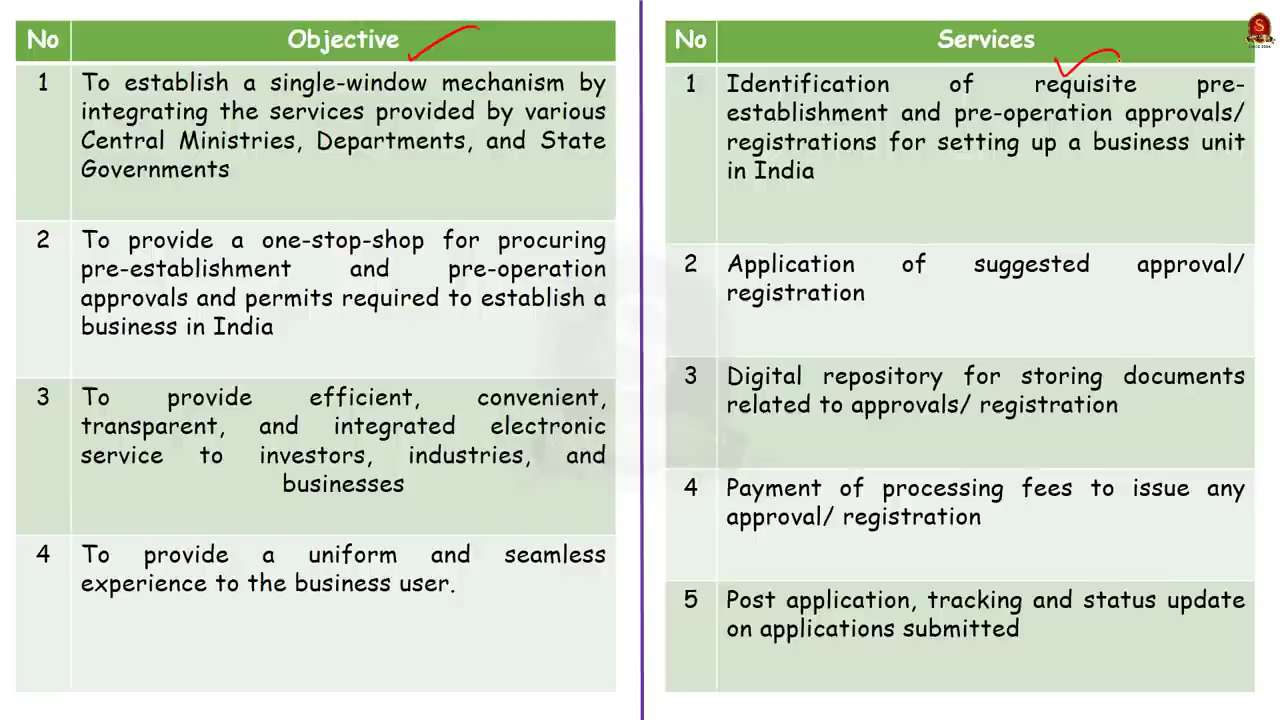 No Objective
1 To establish a single-window mechanism by
integrating the services provided by various
Central Ministries, Departments, and State
Governments
2 To provide a one-stop-shop for procuring
pre-establishment and pre-operation
approvals and permits required to establish a
business in India
3 To provide efficient, convenient,
transparent, and integrated electronic
service to investors, industries, and
businesses
4 To provide a uniform and seamless
experience to the business user.
No Services
1 Identification of requisite pre-
establishment and pre-operation approvals/
registrations for setting up a business unit
in India
2 Application of suggested approval/
registration
3 Digital repository for storing documents
related to approvals/ registration
4 Payment of processing fees to issue any
approval/ registration
5 Post application, tracking and status update
on applications submitted